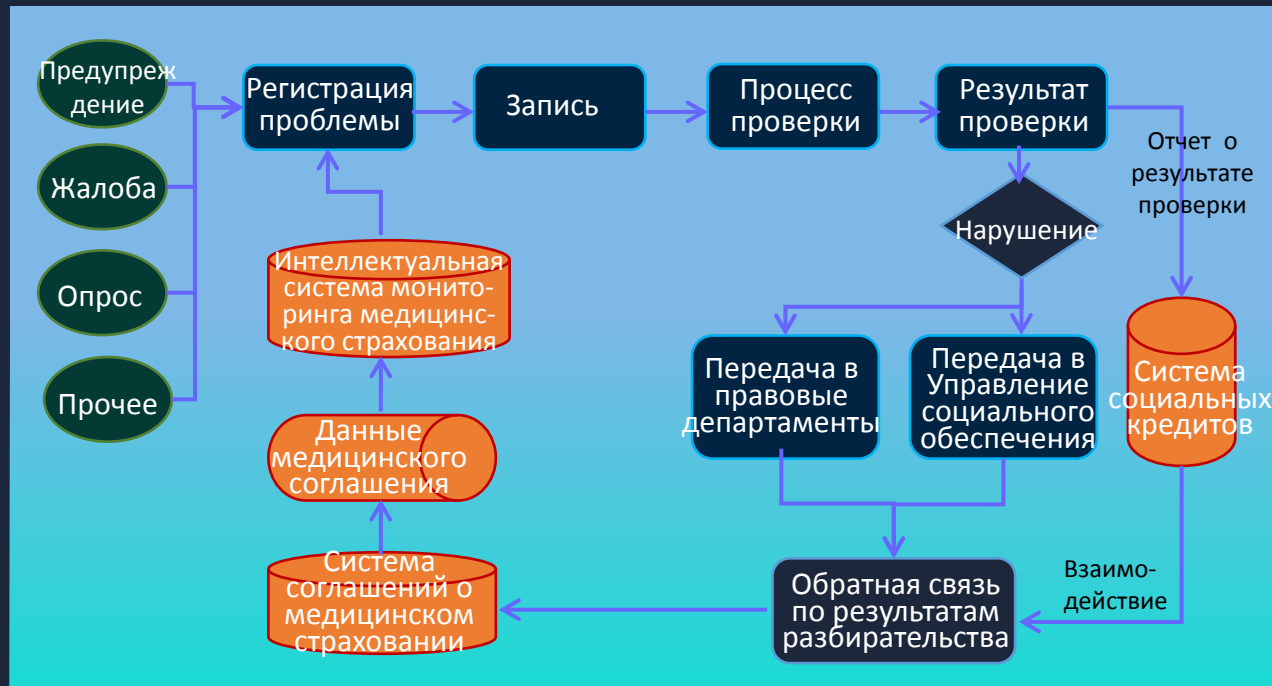 Предупреж
дение
Жалоба
Опрос
Прочее
Регистрация
проблемы
Запись
Процесс
проверки
Результат
проверки
Отчет о
результате
проверки
Нарушение
Интеллектуальная
система монито-
ринга медицинс-
кого страхования
Передача в
правовые
департаменты
Передача в
Управление
социального
обеспечения
Система
социальных
кредитов
Данные
медицинского
соглашения
Система
соглашений о
медицинском
страховании
Обратная связь
по результатам
разбирательства
Взаимо-
действие